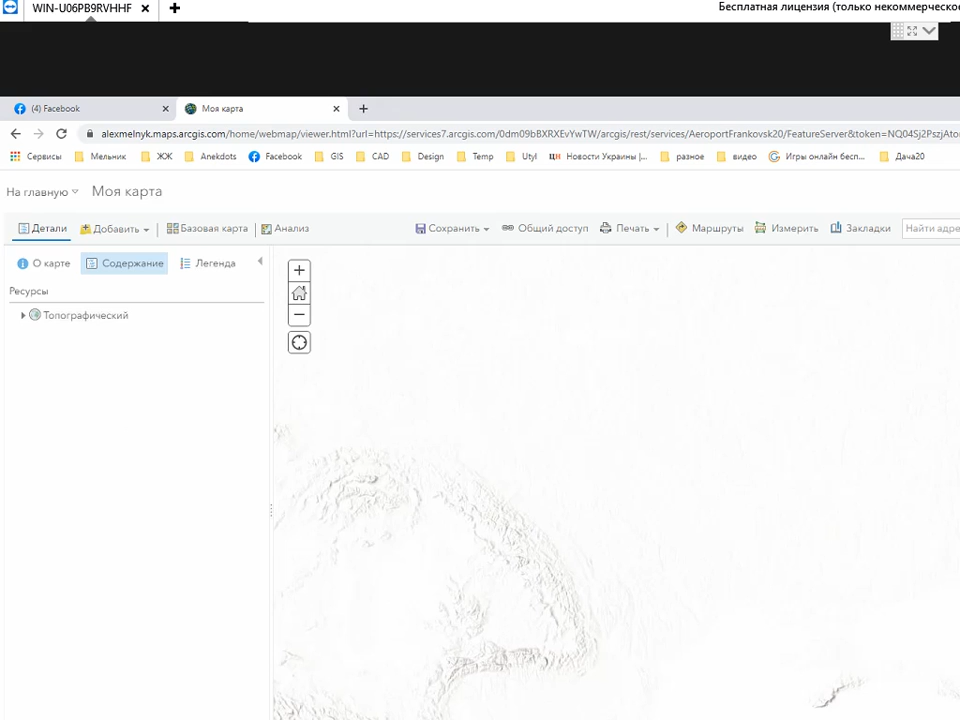 WIN-U06PB9RVHHF
Бесплатная лицензия (только некоммерческо
(4) Facebook
Моя карта
alexmelnyk.maps.arcgis.com/home/webmap/viewer.html?url=https://services7.arcgis.com/0dm09bBXRXEvYwTW/arcgis/rest/services/AeroportFrankovsk20/FeatureServer&token=NQ04Sj2PszjAto
Сервисы Мельник ЖЖ Anekdots Facebook GIS CAD Design Temp Utyl ЦН Новости Украины |... разное видео Игры онлайн бесп... Дача20
На главную Моя карта
Детали Добавить Базовая карта Анализ Сохранить Общий доступ Печать Маршруты Измерить Закладки Найти адре
О карте Содержание Легенда
Ресурсы
Топографический